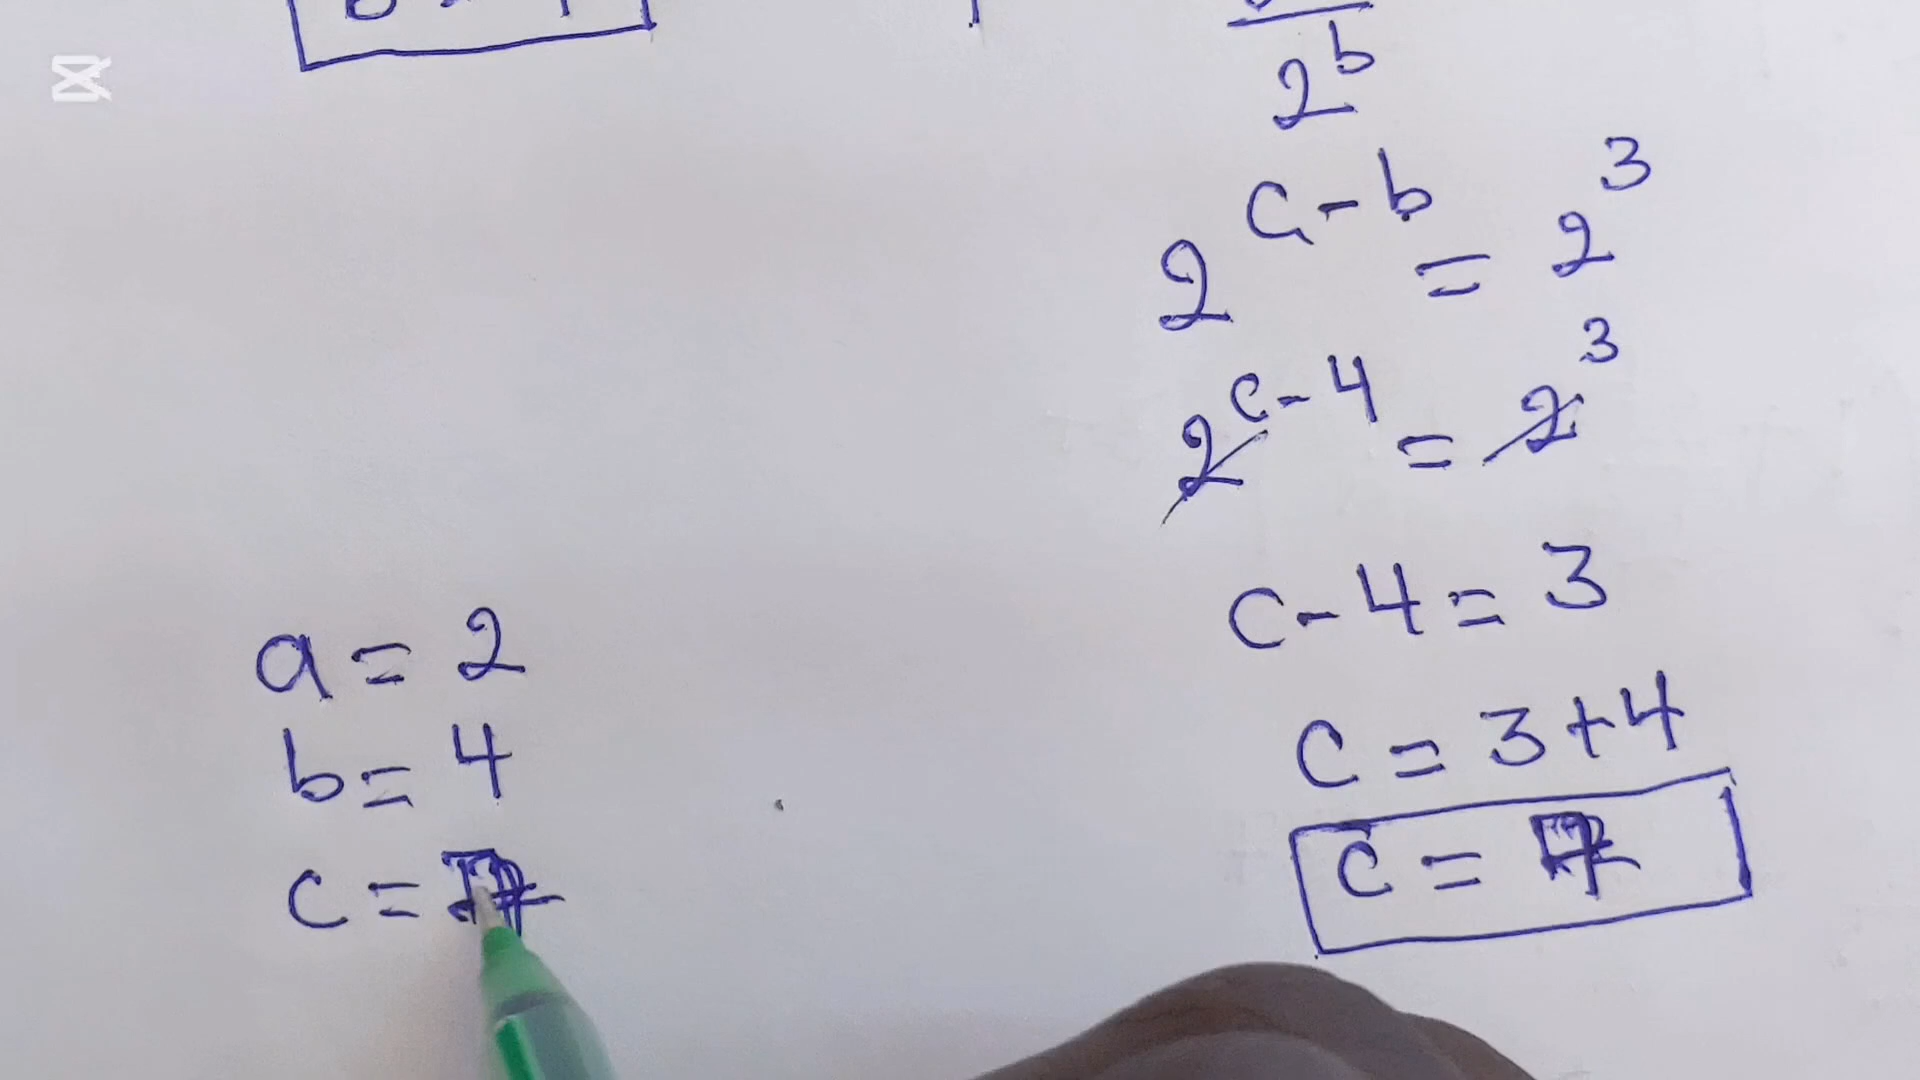 2^b
2^{c-b} = 2^3
2^{c-4} = 2^3
c-4 = 3
c = 3+4
c = 7
a = 2
b = 4
c = 7